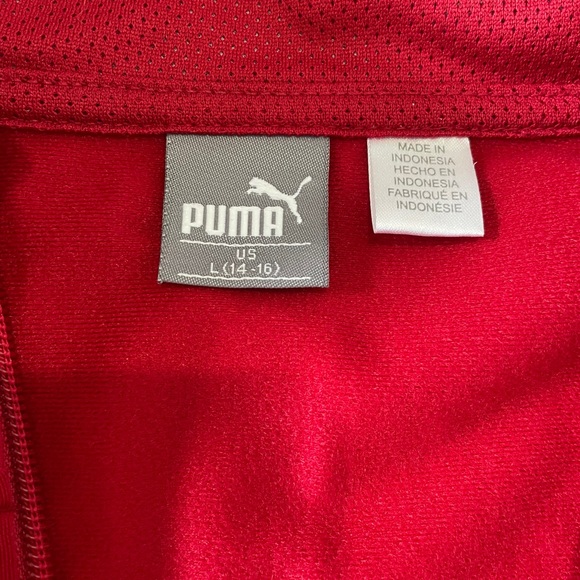 PUMA
US
L(14-16)
MADE IN
INDONESIA
HECHO EN
INDONESIA
FABRIQUÉ EN
INDONÉSIE